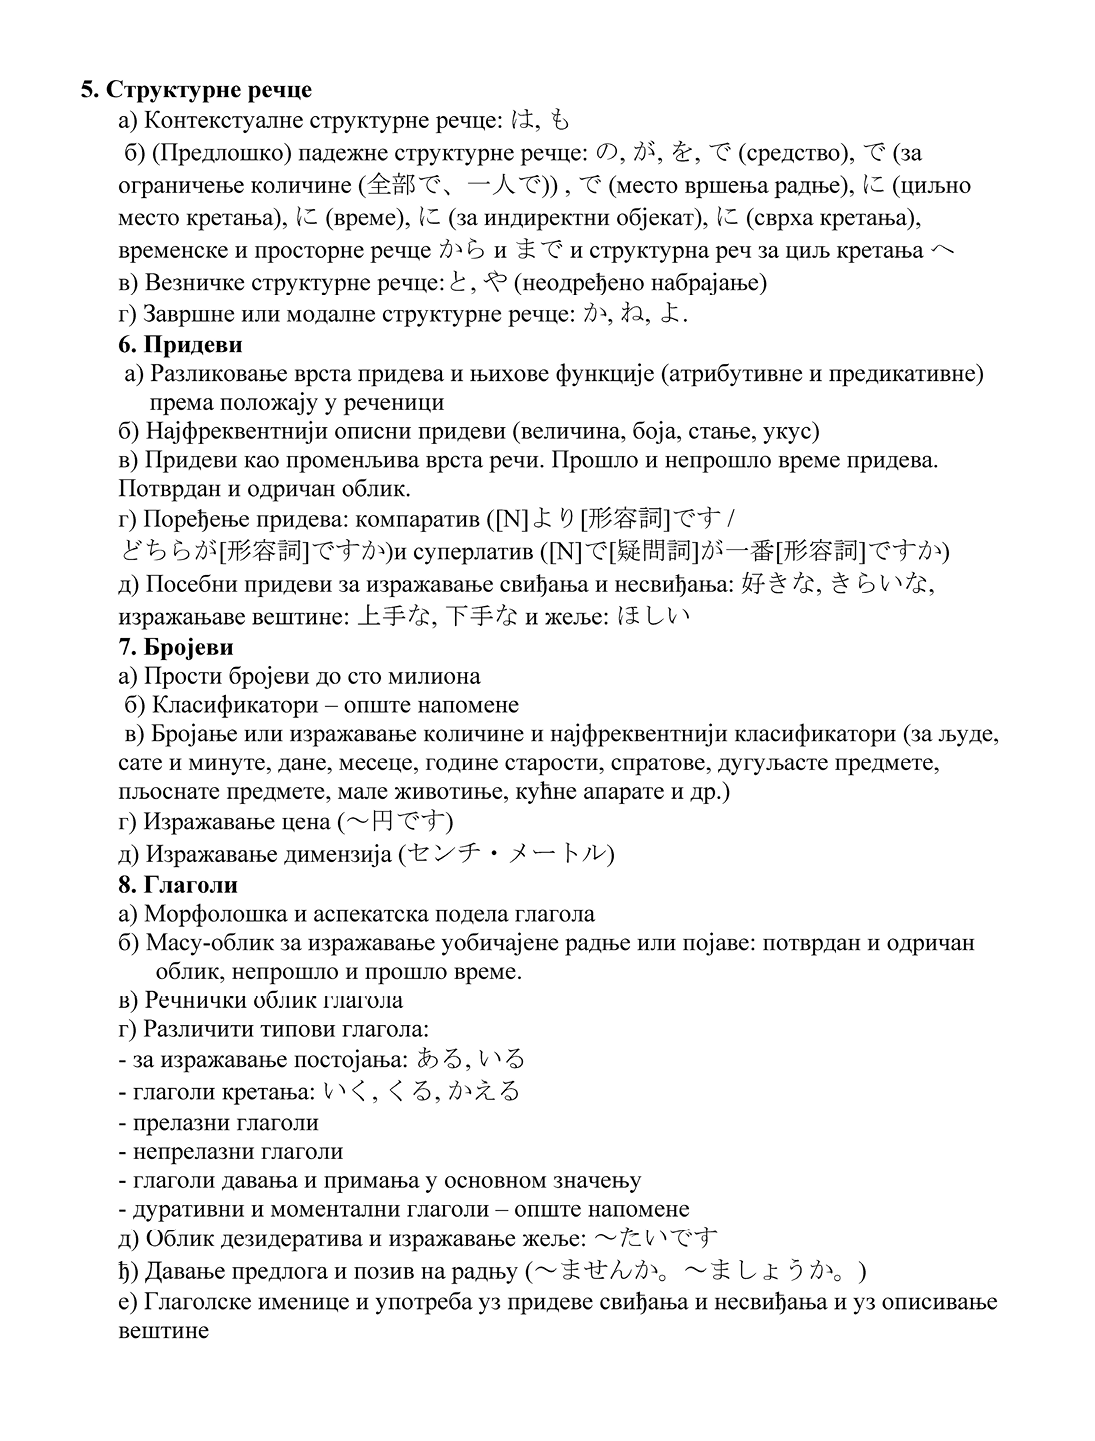 5. Структурне речце
а) Контекстуалне структурне речце: は, も
б) (Предлошко) падежне структурне речце: の, が, を, で (средство), で (за
ограничење количине (全部で、一人で)) , で (место вршења радње), に (циљно
место кретања), に (време), に (за индиректни објекат), に (сврха кретања),
временске и просторне речце から и まで и структурна реч за циљ кретања へ
в) Везничке структурне речце:と, や (неодређено набрајање)
г) Завршне или модалне структурне речце: か, ね, よ.
6. Придеви
а) Разликовање врста придева и њихове функције (атрибутивне и предикативне)
према положају у реченици
б) Најфреквентнији описни придеви (величина, боја, стање, укус)
в) Придеви као променљива врста речи. Прошло и непрошло време придева.
Потврдан и одричан облик.
г) Поређење придева: компаратив ([N]より[形容詞]です /
どちらが[形容詞]ですか)и суперлатив ([N]で[疑問詞]が一番[形容詞]ですか)
д) Посебни придеви за изражавање свиђања и несвиђања: 好きな, きらいな,
изражањаве вештине: 上手な, 下手な и жеље: ほしい
7. Бројеви
а) Прости бројеви до сто милиона
б) Класификатори – опште напомене
в) Бројање или изражавање количине и најфреквентнији класификатори (за људе,
сате и минуте, дане, месеце, године старости, спратове, дугуљасте предмете,
пљоснате предмете, мале животиње, кућне апарате и др.)
г) Изражавање цена (～円です)
д) Изражавање димензија (センチ・メートル)
8. Глаголи
а) Морфолошка и аспекатска подела глагола
б) Масу-облик за изражавање уобичајене радње или појаве: потврдан и одричан
облик, непрошло и прошло време.
в) Речнички облик глагола
г) Различити типови глагола:
- за изражавање постојања: ある, いる
- глаголи кретања: いく, くる, かえる
- прелазни глаголи
- непрелазни глаголи
- глаголи давања и примања у основном значењу
- дуративни и моментални глаголи – опште напомене
д) Облик дезидератива и изражавање жеље: ～たいです
ђ) Давање предлога и позив на радњу (～ませんか。～ましょうか。)
е) Глаголске именице и употреба уз придеве свиђања и несвиђања и уз описивање
вештине